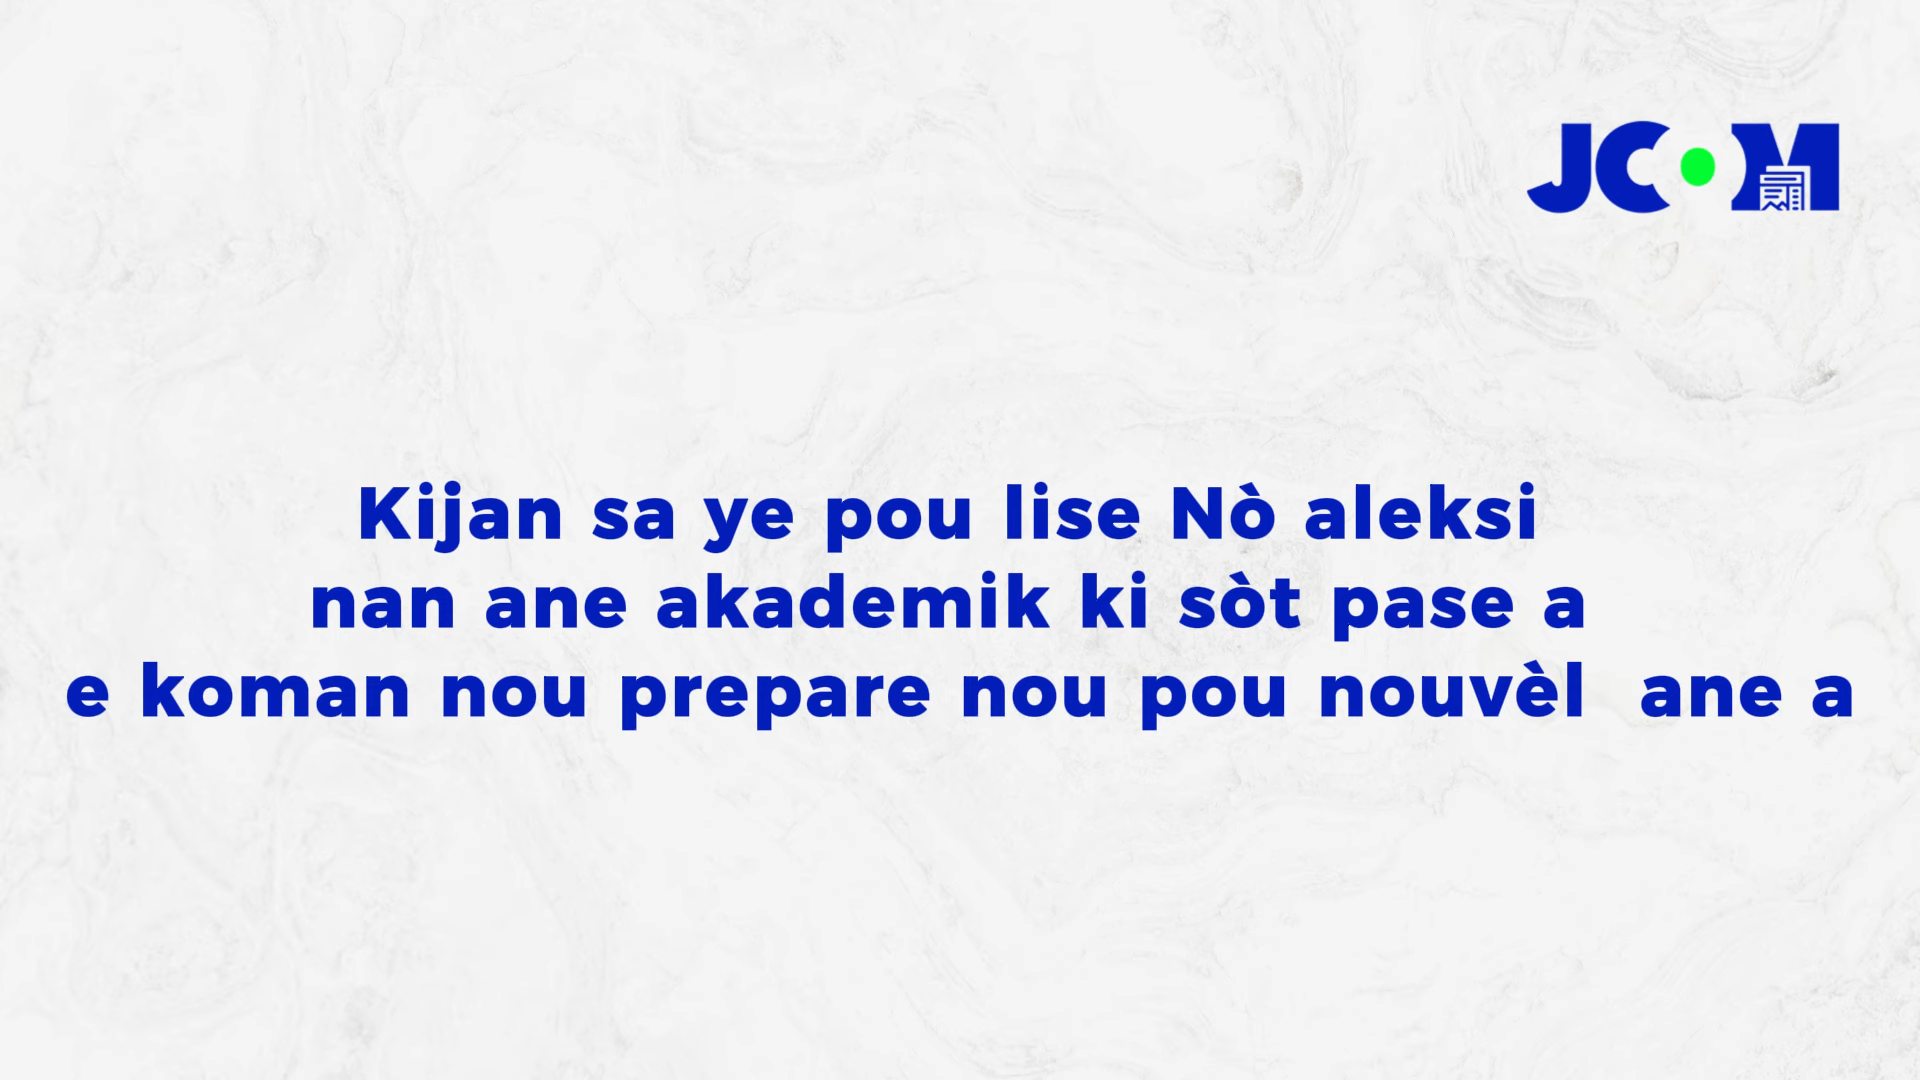 JCOM
Kijan sa ye pou lise Nò aleksi
nan ane akademik ki sòt pase a
e koman nou prepare nou pou nouvèl  ane a